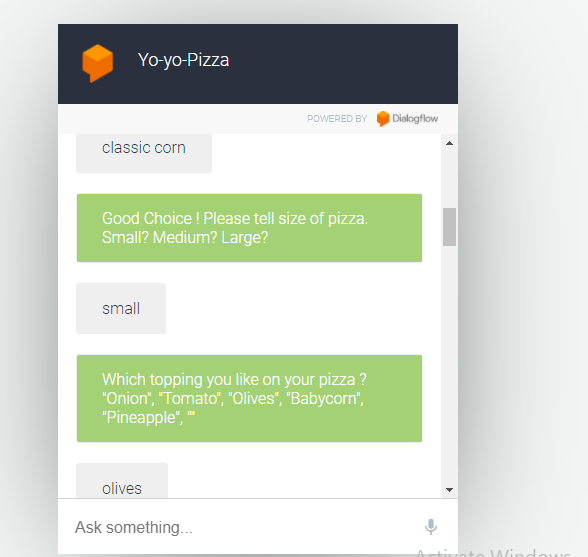 Yo-yo-Pizza
POWERED BY Dialogflow
classic corn
Good Choice ! Please tell size of pizza.
Small? Medium? Large?
small
Which topping you like on your pizza ?
"Onion", "Tomato", "Olives", "Babycorn",
"Pineapple", ""
olives
Ask something...
Activate Windows